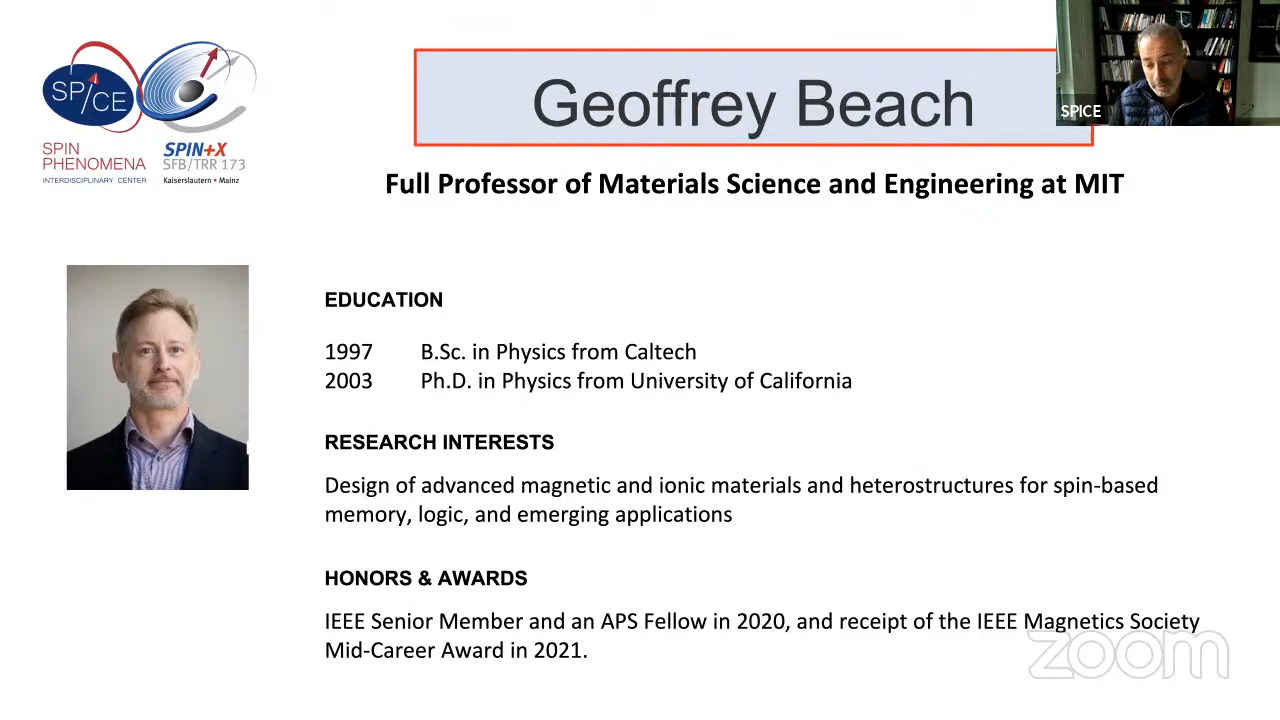 SPICE
SPIN
PHENOMENA
INTERDISCIPLINARY CENTER
SPIN+X
SFB/TRR 173
Kaiserslautern • Mainz
Geoffrey Beach
SPICE
Full Professor of Materials Science and Engineering at MIT
EDUCATION
1997 B.Sc. in Physics from Caltech
2003 Ph.D. in Physics from University of California
RESEARCH INTERESTS
Design of advanced magnetic and ionic materials and heterostructures for spin-based
memory, logic, and emerging applications
HONORS & AWARDS
IEEE Senior Member and an APS Fellow in 2020, and receipt of the IEEE Magnetics Society
Mid-Career Award in 2021.
zoom